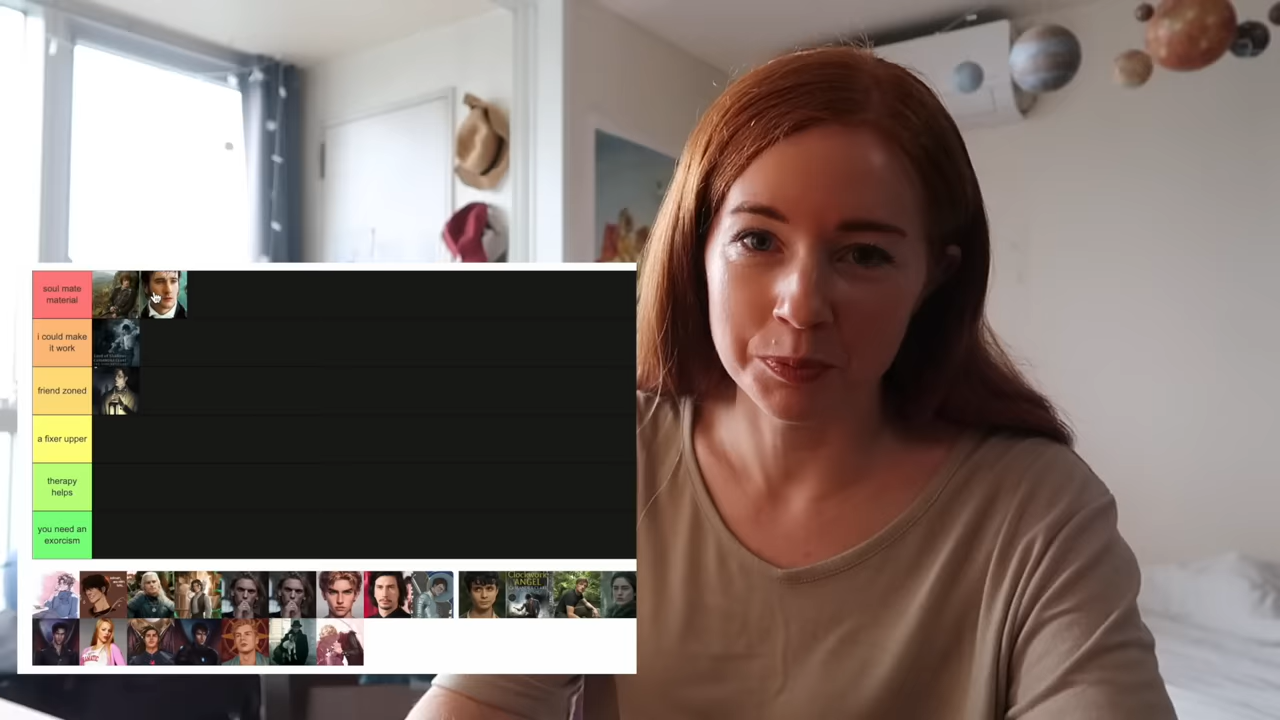 soul mate
material
i could make
it work
friend zoned
a fixer upper
therapy
helps
you need an
exorcism
Clockwork
ANGEL